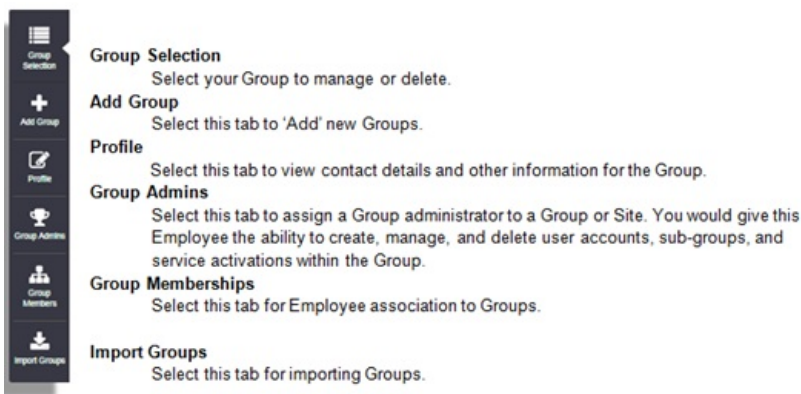 Group
Selection
Add Group
Profile
Group Admins
Group
Members
Import Groups
Group Selection
Select your Group to manage or delete.
Add Group
Select this tab to ‘Add’ new Groups.
Profile
Select this tab to view contact details and other information for the Group.
Group Admins
Select this tab to assign a Group administrator to a Group or Site. You would give this
Employee the ability to create, manage, and delete user accounts, sub-groups, and
service activations within the Group.
Group Memberships
Select this tab for Employee association to Groups.
Import Groups
Select this tab for importing Groups.